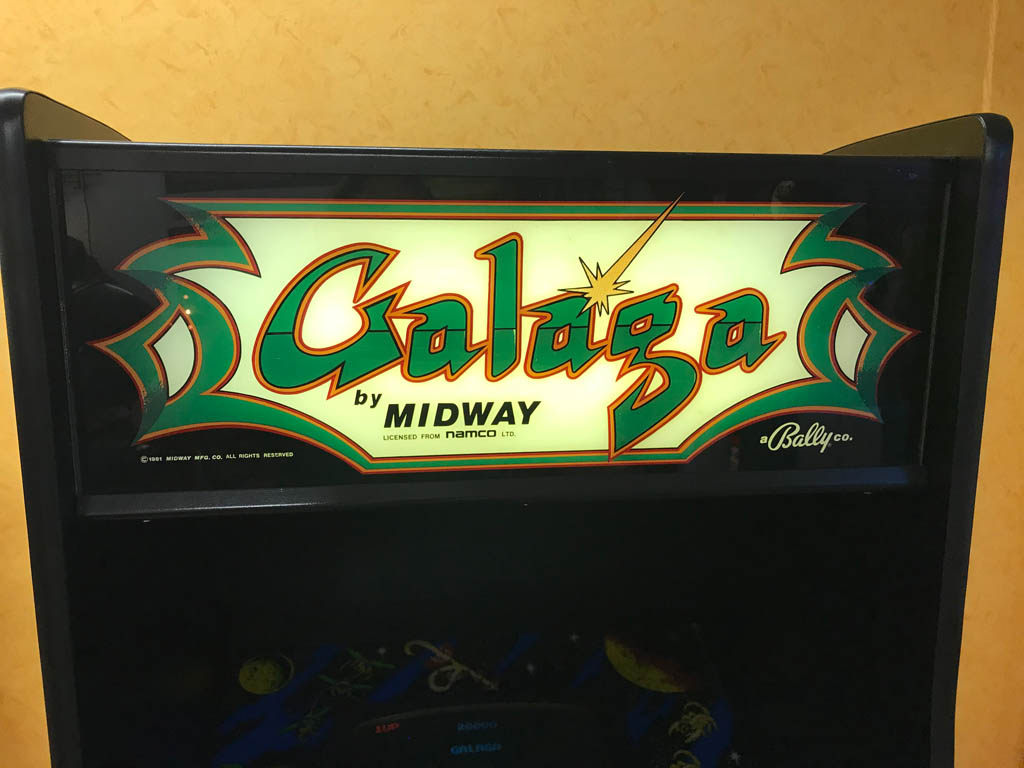 Galaga
by MIDWAY
LICENSED FROM namco LTD.
©1981 MIDWAY MFG. CO. ALL RIGHTS RESERVED
a Bally co.
1UP 20000
GALAGA